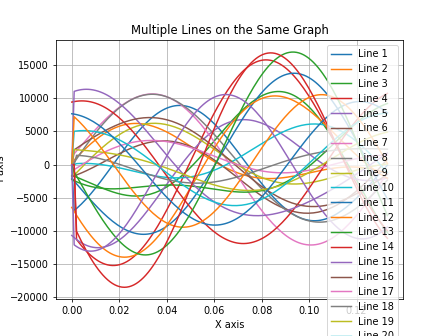 Multiple Lines on the Same Graph
15000
10000
5000
0
−5000
−10000
−15000
−20000
0.00
0.02
0.04
0.06
0.08
0.10
X axis
Line 1
Line 2
Line 3
Line 4
Line 5
Line 6
Line 7
Line 8
Line 9
Line 10
Line 11
Line 12
Line 13
Line 14
Line 15
Line 16
Line 17
Line 18
Line 19
Line 20